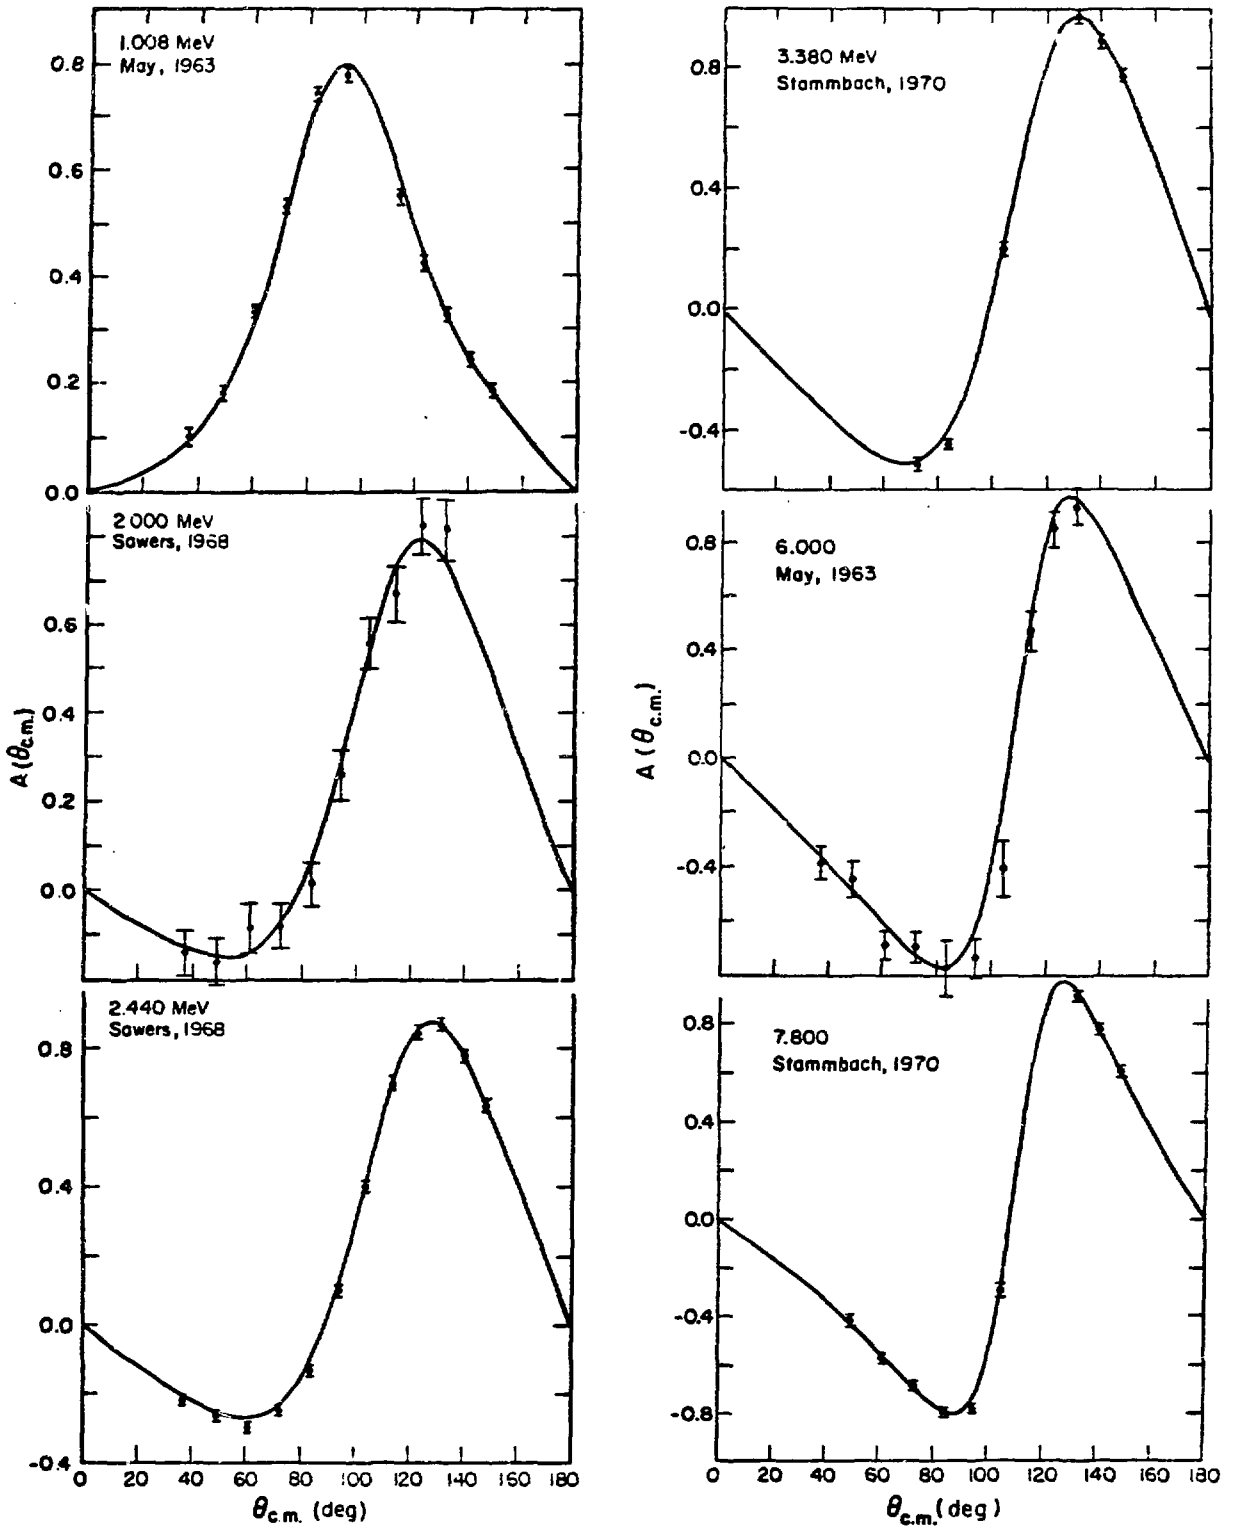 1.008 MeV
May, 1963
0.8
0.6
0.4
0.2
0.0
2.000 MeV
Sawers, 1968
0.6
0.4
0.2
0.0
A(θc.m.)
2.440 MeV
Sawers, 1968
0.8
0.4
0.0
-0.4
0 20 40 60 80 100 120 140 160 180
θc.m. (deg)
3.380 MeV
Stammbach, 1970
0.8
0.4
0.0
-0.4
6.000
May, 1963
0.8
0.4
0.0
-0.4
A (θc.m.)
7.800
Stammbach, 1970
0.8
0.4
0.0
-0.4
-0.8
0 20 40 60 80 100 120 140 160 180
θc.m. (deg)